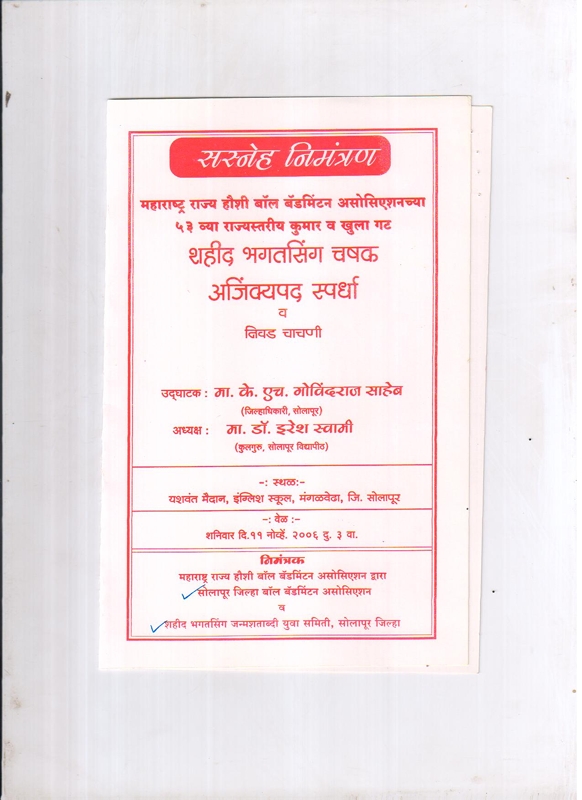 सस्नेह निमंत्रण
महाराष्ट्र राज्य हौशी बॉल बॅडमिंटन असोसिएशनच्या
५३ व्या राज्यस्तरीय कुमार व खुला गट
शहीद भगतसिंग चषक
अजिंक्यपद स्पर्धा
व
निवड चाचणी
उद्घाटक : मा. के. एच. गोविंदराज साहेब
(जिल्हाधिकारी, सोलापूर)
अध्यक्ष : मा. डॉ. इरेश स्वामी
(कुलगुरु, सोलापूर विद्यापीठ)
-: स्थळ:-
यशवंत मैदान, इंग्लिश स्कूल, मंगळवेढा, जि. सोलापूर
-: वेळ :-
शनिवार दि.११ नोव्हें. २००६ दु. ३ वा.
निमंत्रक
महाराष्ट्र राज्य हौशी बॉल बॅडमिंटन असोसिएशन द्वारा
सोलापूर जिल्हा बॉल बॅडमिंटन असोसिएशन
व
शहीद भगतसिंग जन्मशताब्दी युवा समिती, सोलापूर जिल्हा